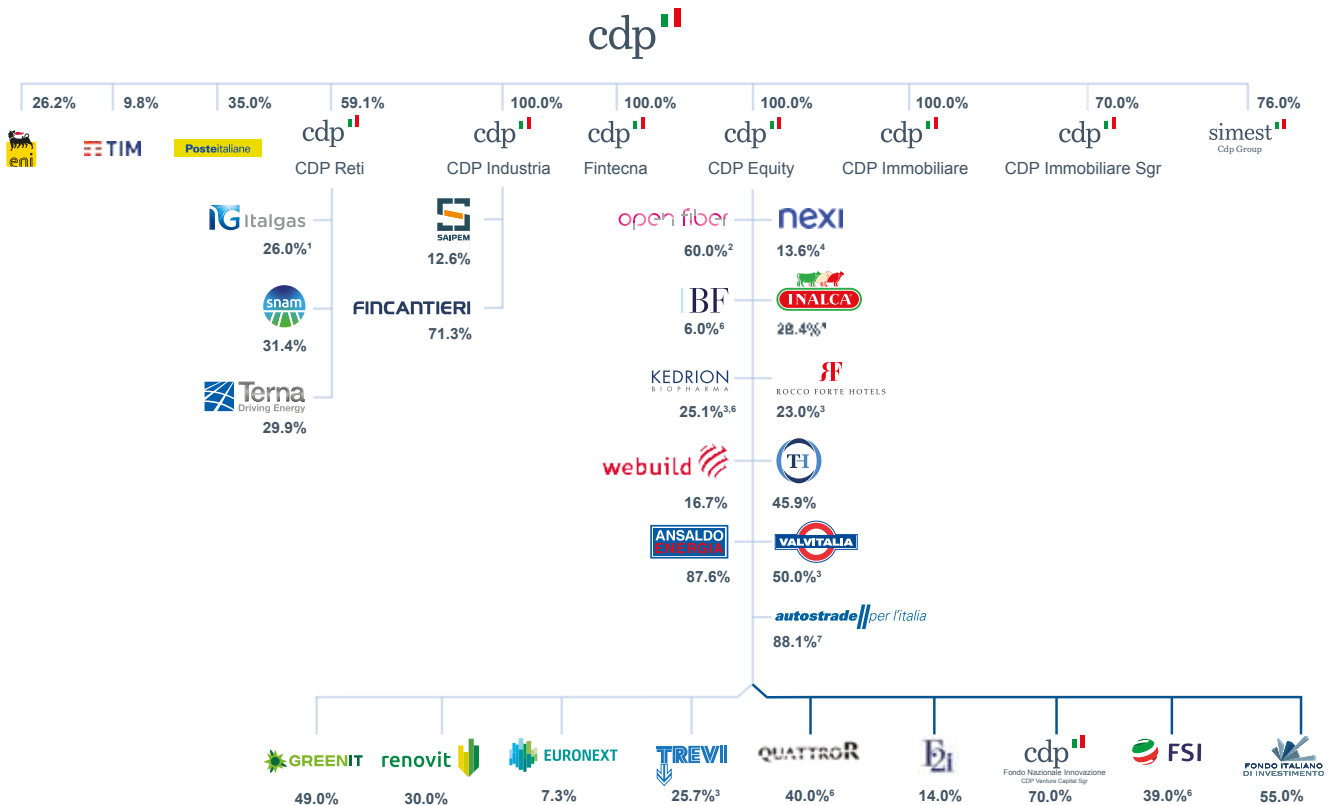 cdp
26.2% 9.8% 35.0% 59.1% 100.0% 100.0% 100.0% 100.0% 70.0% 76.0%
eni TIM Posteitaliane cdp cdp cdp cdp cdp cdp simest
Cdp Group
CDP Reti CDP Industria Fintecna CDP Equity CDP Immobiliare CDP Immobiliare Sgr
IG Italgas
26.0%¹
snam
31.4%
Terna
Driving Energy
29.9%
SAIPEM
12.6%
FINCANTIERI
71.3%
open fiber
60.0%²
nexi
13.6%⁴
BF
6.0%⁶
INALCA
KEDRION
BIOPHARMA
25.1%³,⁶
RF
ROCCO FORTE HOTELS
23.0%³
webuild
16.7%
TH
45.9%
ANSALDO
ENERGIA
87.6%
VALVITALIA
50.0%³
autostrade per l'italia
88.1%⁷
GREENIT
49.0%
renovit
30.0%
EURONEXT
7.3%
TREVI
25.7%³
QUATTROR
40.0%⁶
F2i
14.0%
cdp
Fondo Nazionale Innovazione
CDP Venture Capital Sgr
70.0%
FSI
39.0%⁶
FONDO ITALIANO
DI INVESTIMENTO
55.0%